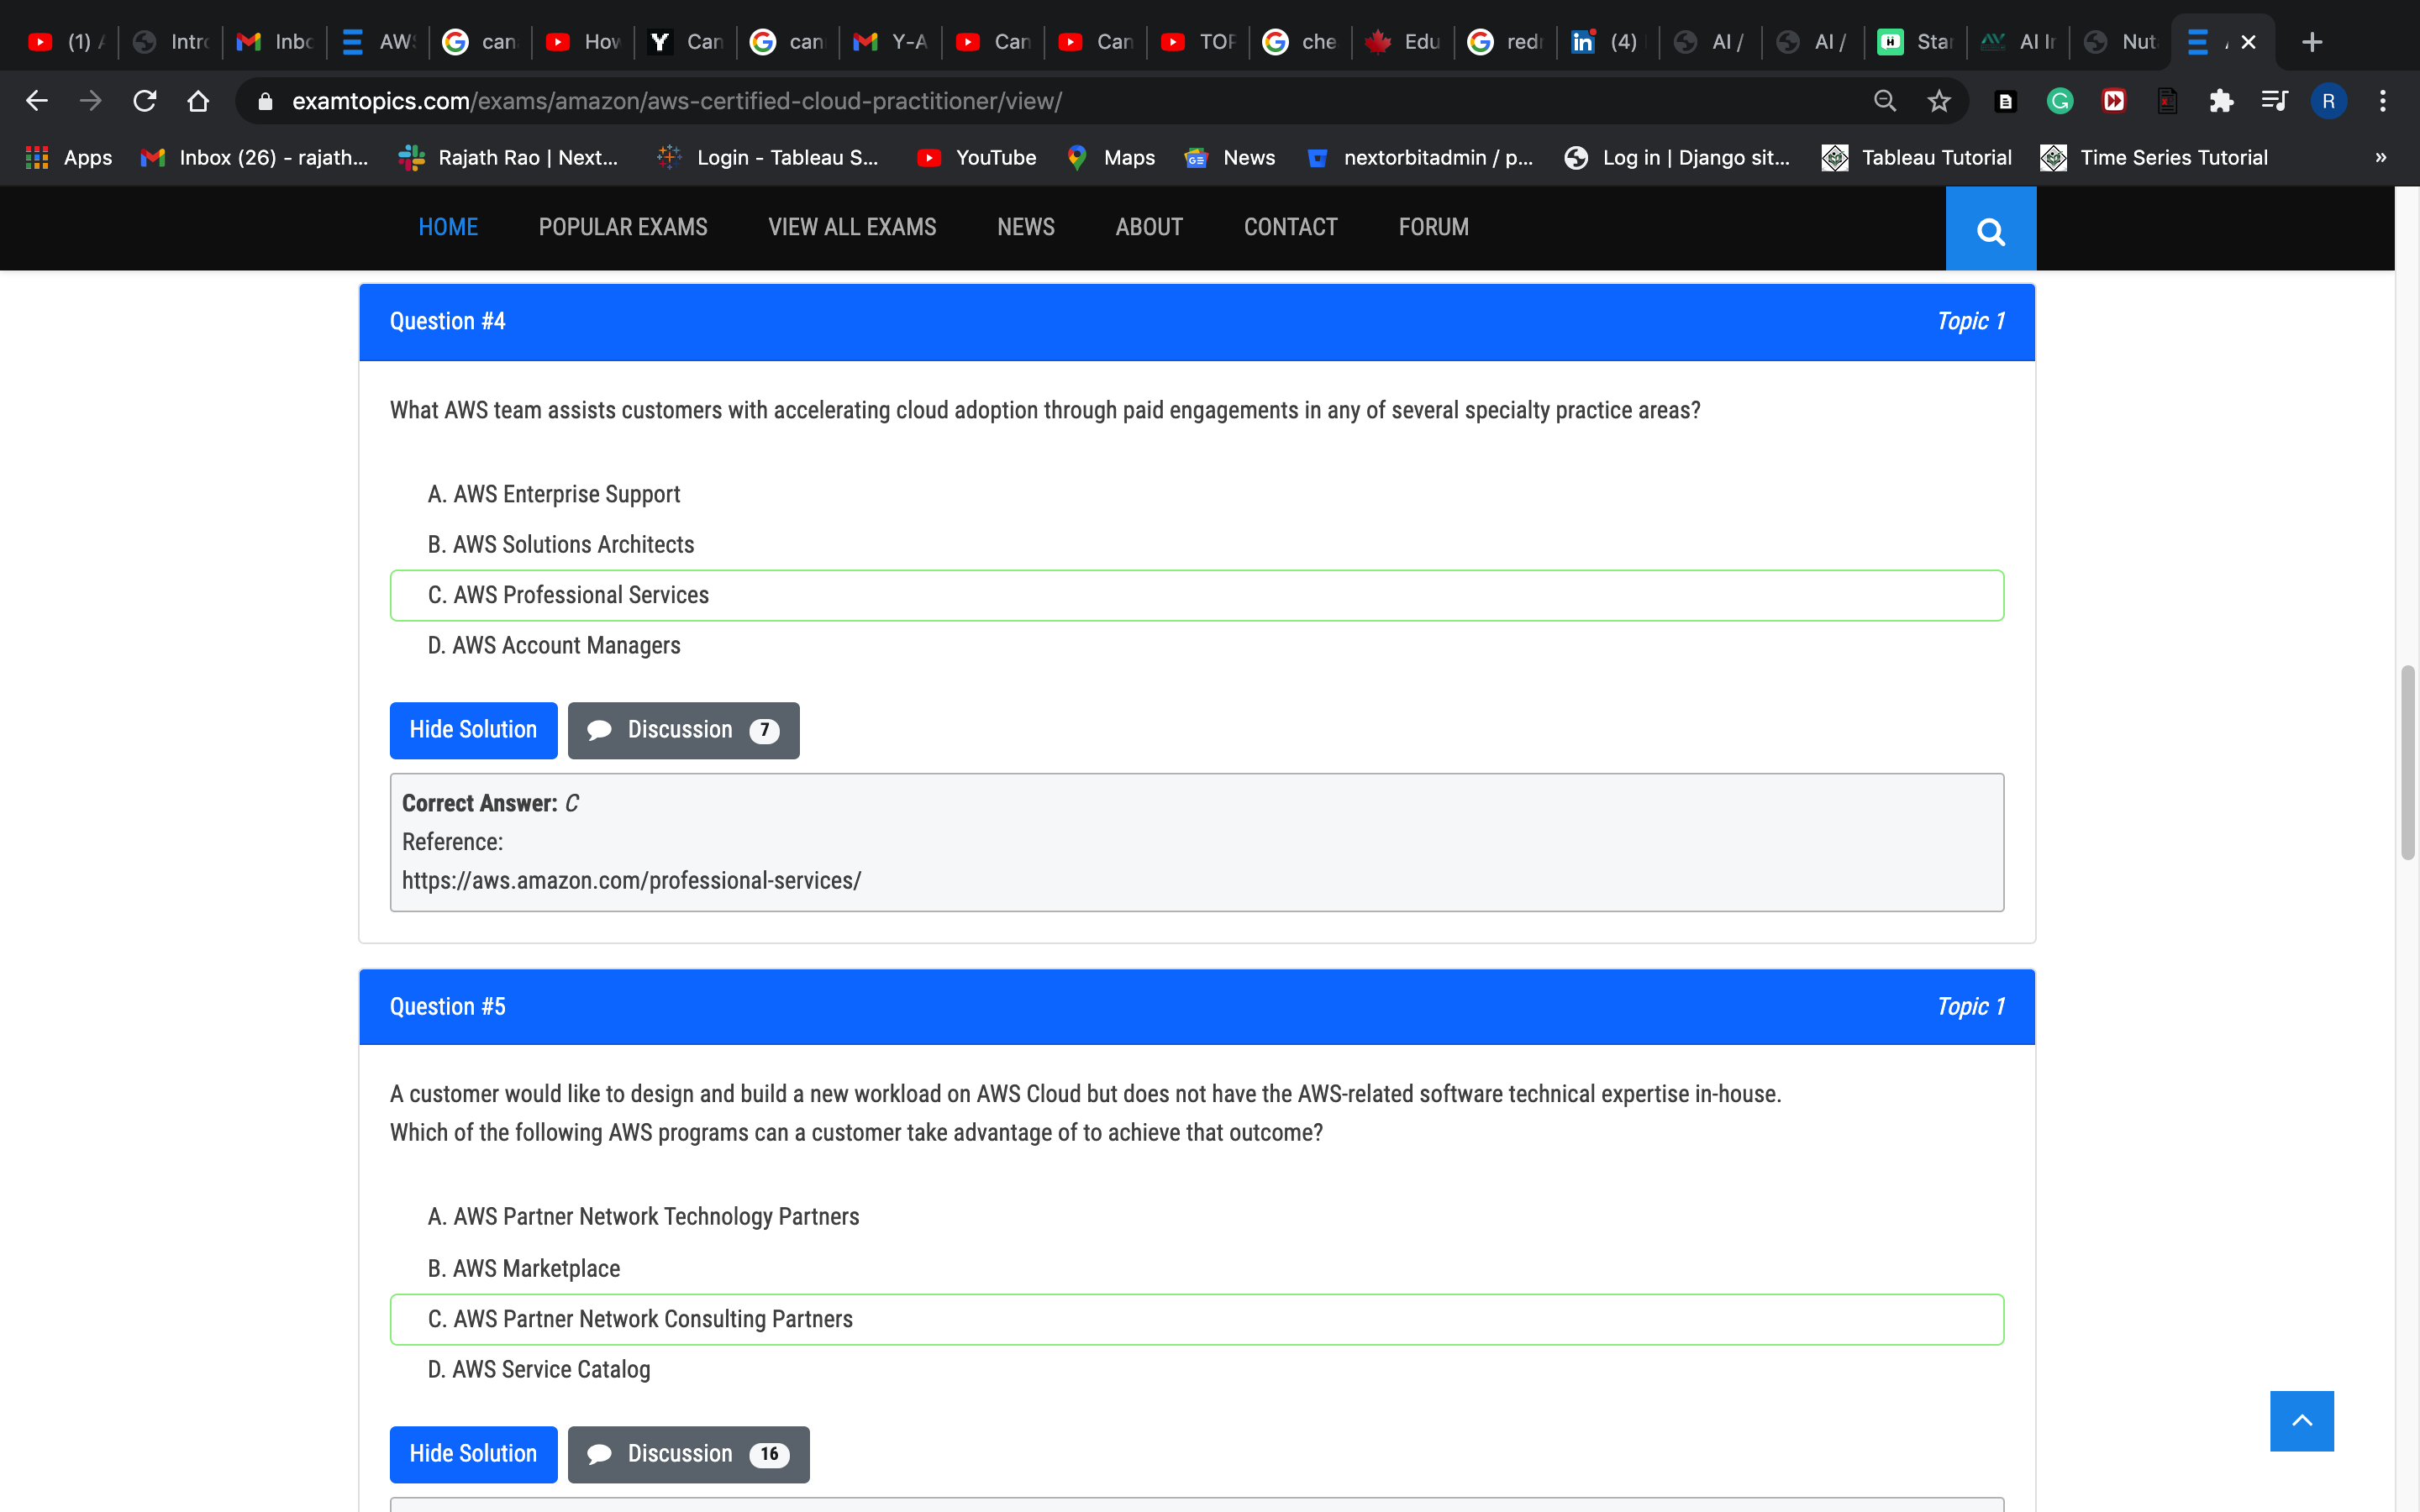 (1)
Intro
Inbo
AWS
can
How
Can
can
Y-A
Can
Can
TOP
che
Edu
redr
(4)
AI /
AI /
Star
AI Ir
Nut
examtopics.com/exams/amazon/aws-certified-cloud-practitioner/view/
R
Apps
Inbox (26) - rajath...
Rajath Rao | Next...
Login - Tableau S...
YouTube
Maps
News
nextorbitadmin / p...
Log in | Django sit...
Tableau Tutorial
Time Series Tutorial
»
HOME
POPULAR EXAMS
VIEW ALL EXAMS
NEWS
ABOUT
CONTACT
FORUM
Question #4
Topic 1
What AWS team assists customers with accelerating cloud adoption through paid engagements in any of several specialty practice areas?
A. AWS Enterprise Support
B. AWS Solutions Architects
C. AWS Professional Services
D. AWS Account Managers
Hide Solution
Discussion 7
Correct Answer: C
Reference:
https://aws.amazon.com/professional-services/
Question #5
Topic 1
A customer would like to design and build a new workload on AWS Cloud but does not have the AWS-related software technical expertise in-house.
Which of the following AWS programs can a customer take advantage of to achieve that outcome?
A. AWS Partner Network Technology Partners
B. AWS Marketplace
C. AWS Partner Network Consulting Partners
D. AWS Service Catalog
Hide Solution
Discussion 16